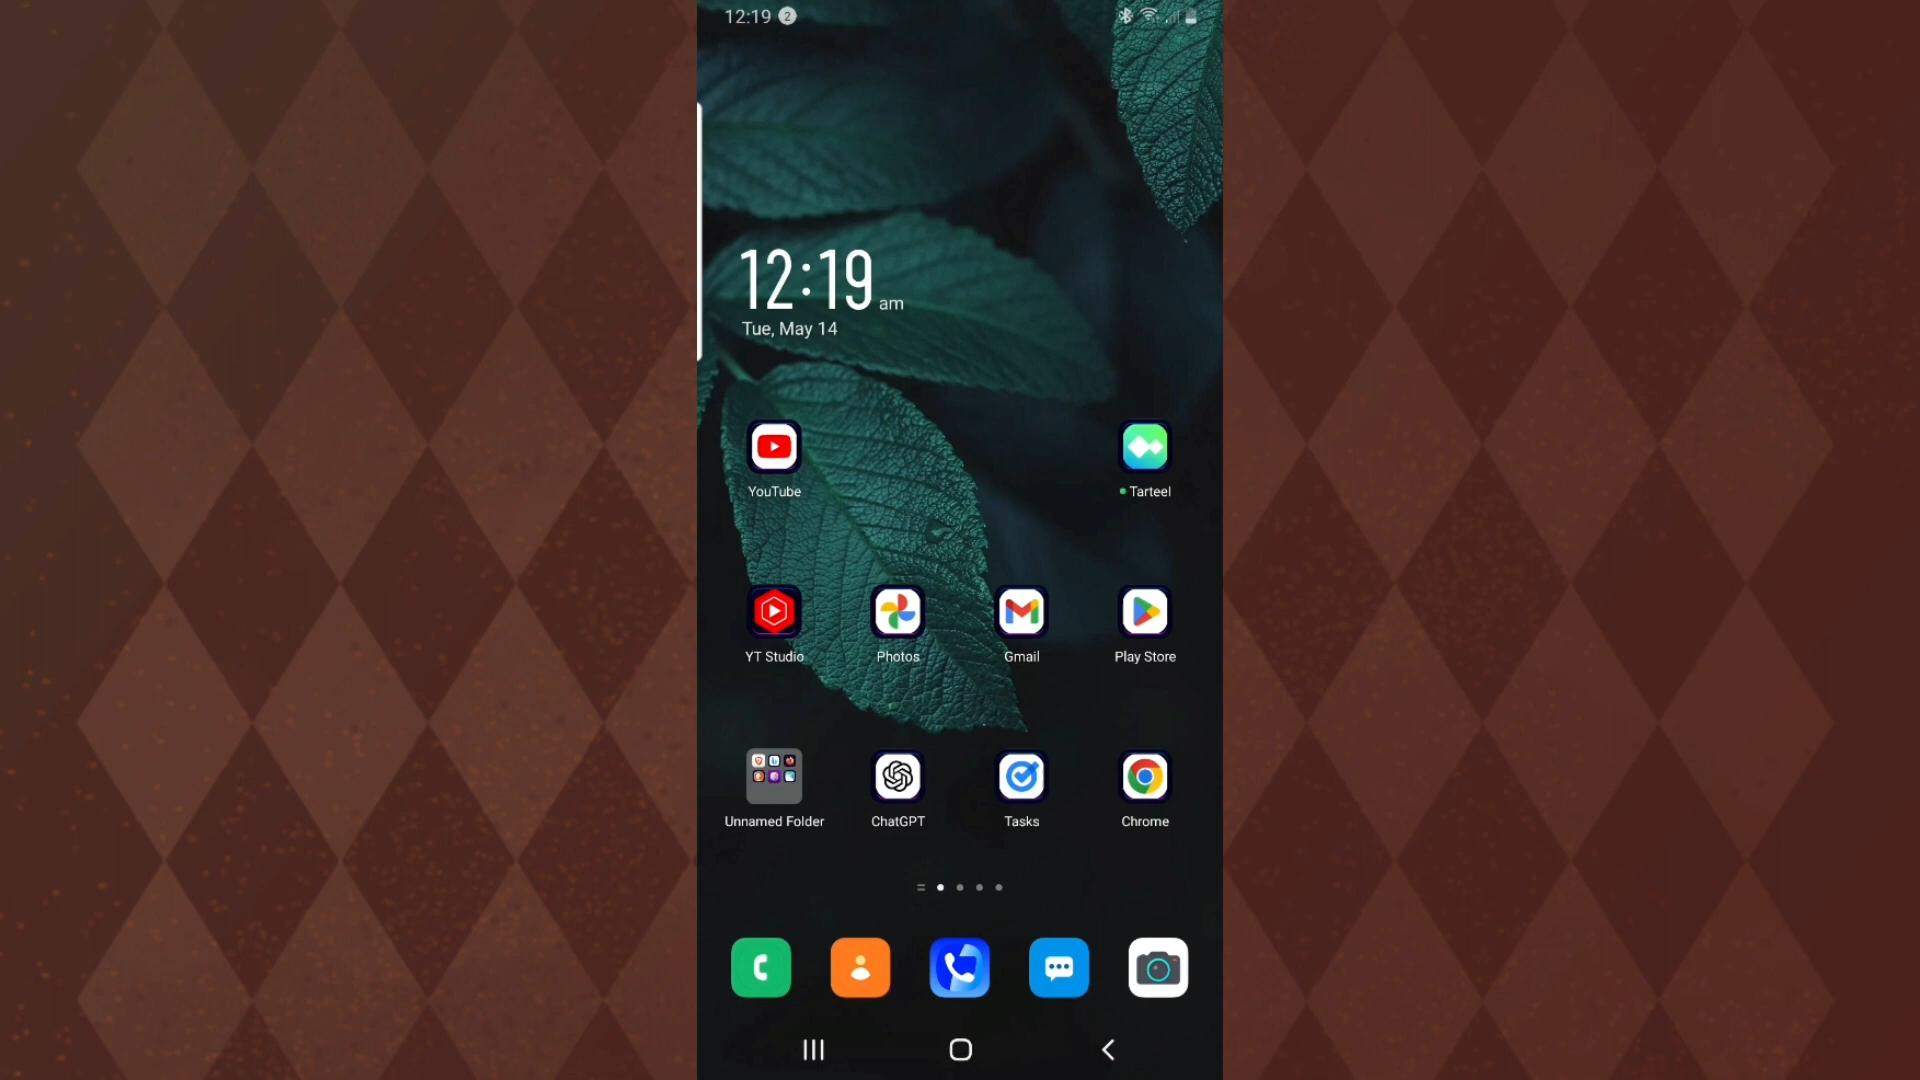 12:19 2
12:19 am
Tue, May 14
YouTube
Tarteel
YT Studio
Photos
Gmail
Play Store
Unnamed Folder
ChatGPT
Tasks
Chrome